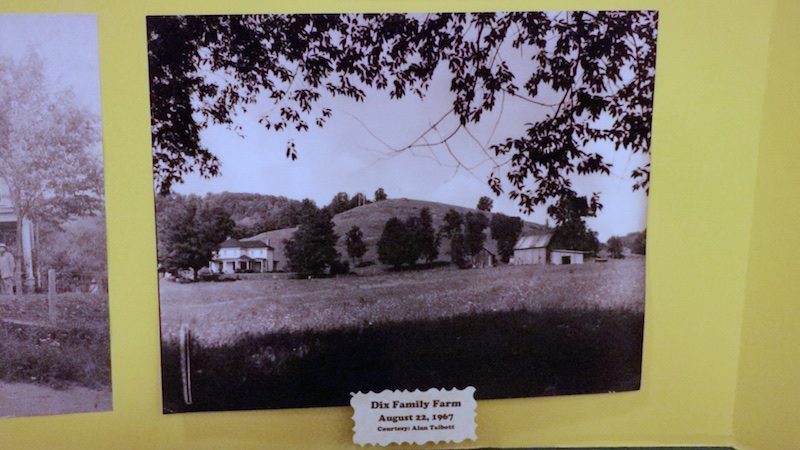 Dix Family Farm
August 22, 1967
Courtesy: Alan Talbott